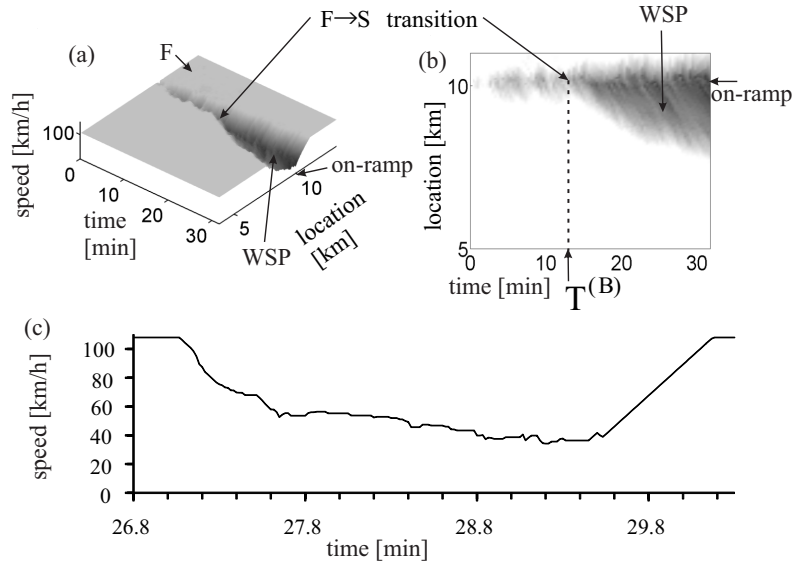 F→S transition
WSP
(a)
F
speed [km/h]
100
0
10
20
30
time
[min]
5
10
location
[km]
on-ramp
WSP
(b)
10
5
location [km]
on-ramp
0
10
20
30
time [min]
T(B)
(c)
speed [km/h]
100
80
60
40
20
0
26.8
27.8
28.8
29.8
time [min]